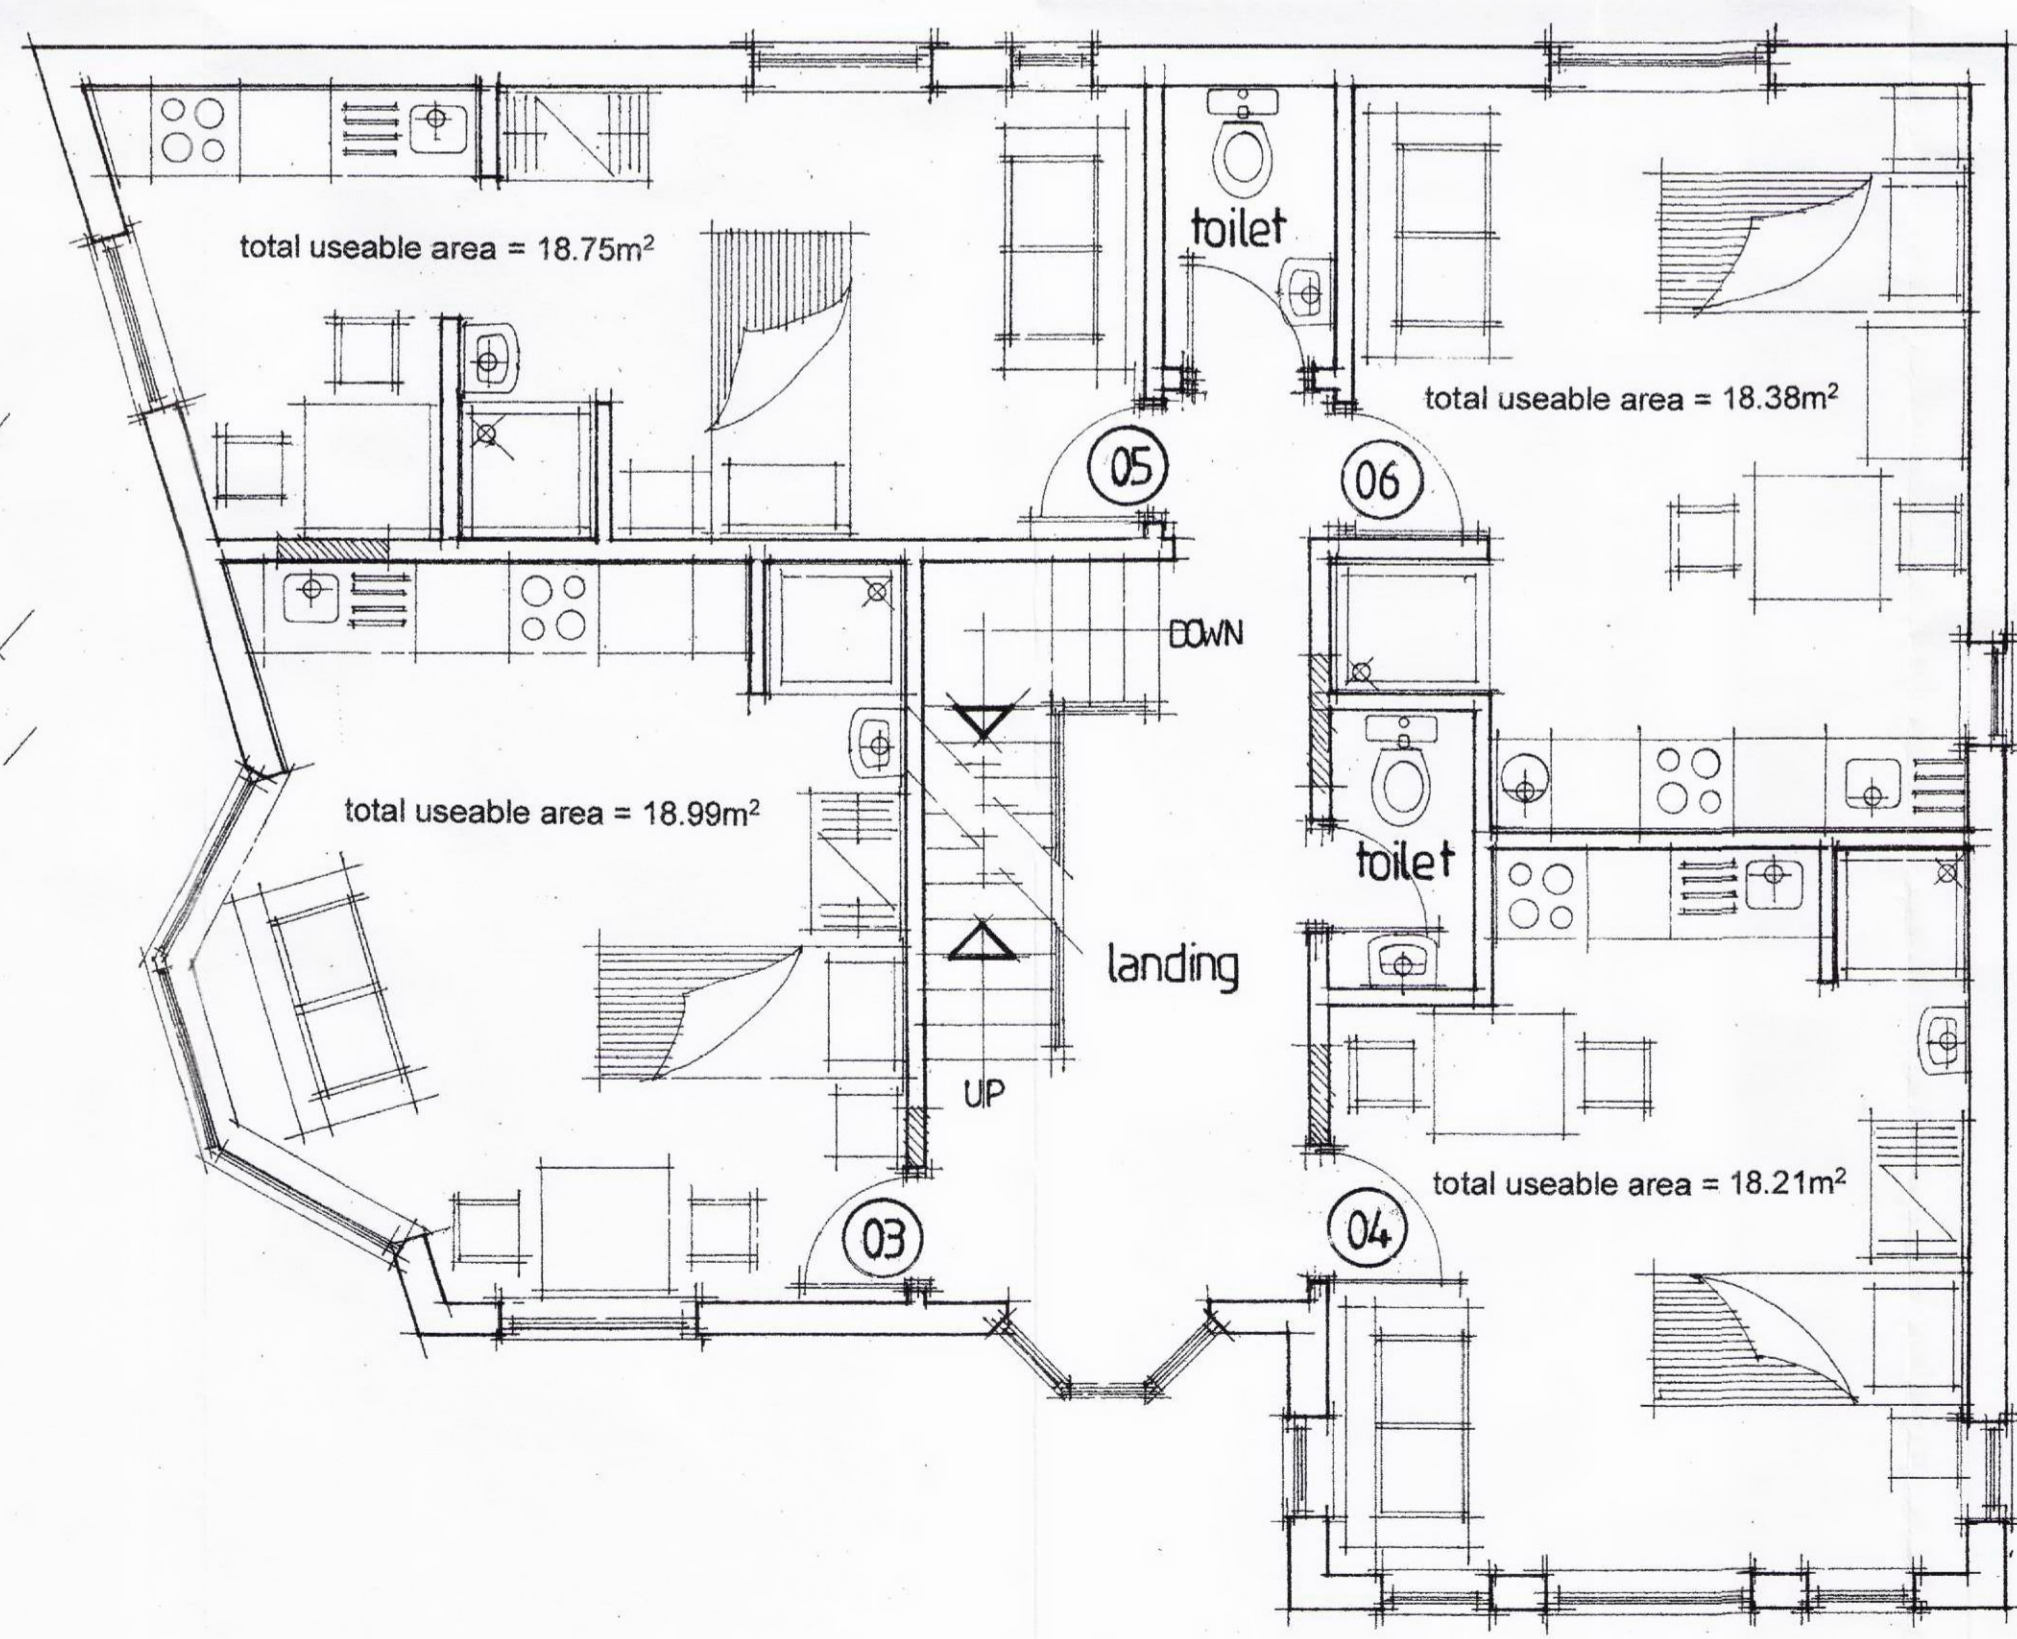 toilet
total useable area = 18.75m²
total useable area = 18.38m²
05
06
DOWN
total useable area = 18.99m²
toilet
landing
UP
total useable area = 18.21m²
03
04